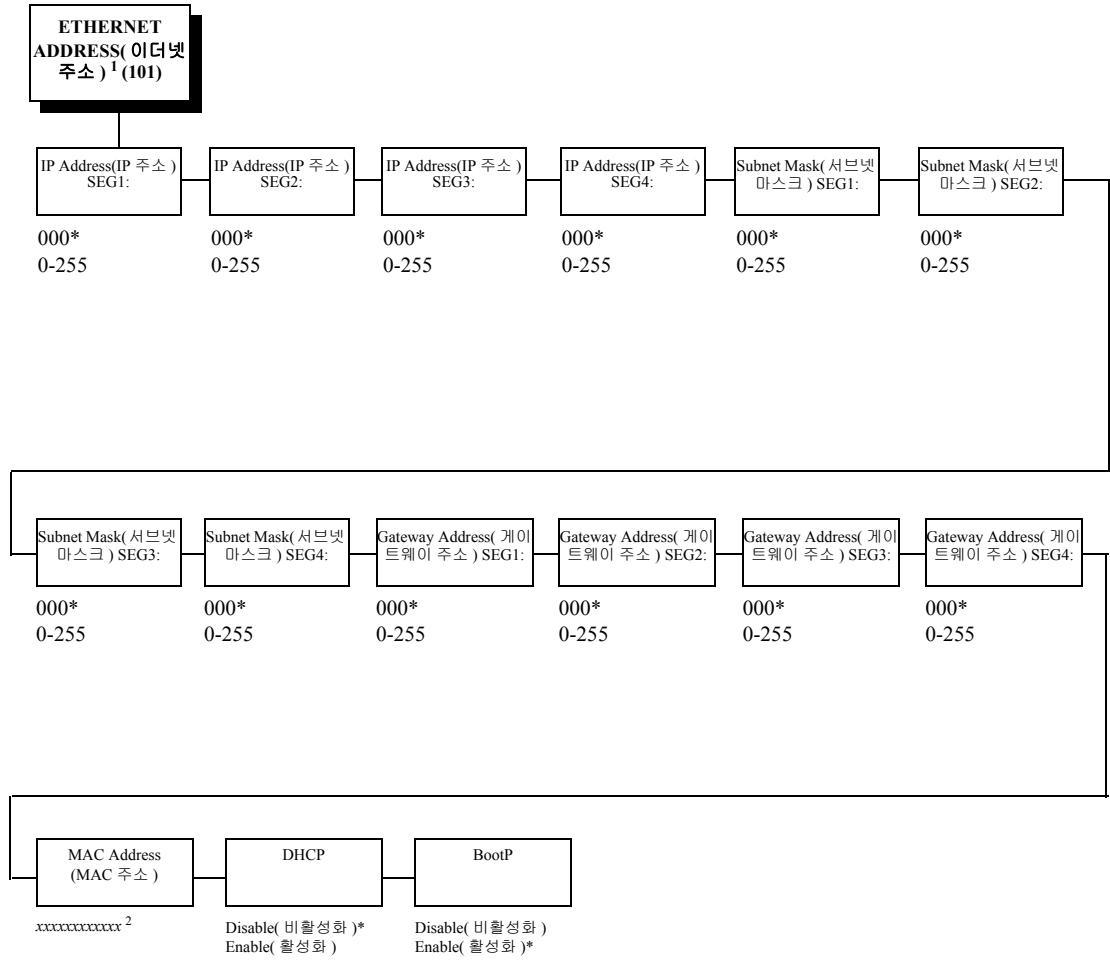 ETHERNET
ADDRESS( 이더넷
주소 ) 1 (101)
IP Address(IP 주소 )
SEG1:
000*
0-255
IP Address(IP 주소 )
SEG2:
000*
0-255
IP Address(IP 주소 )
SEG3:
000*
0-255
IP Address(IP 주소 )
SEG4:
000*
0-255
Subnet Mask( 서브넷
마스크 ) SEG1:
000*
0-255
Subnet Mask( 서브넷
마스크 ) SEG2:
000*
0-255
Subnet Mask( 서브넷
마스크 ) SEG3:
000*
0-255
Subnet Mask( 서브넷
마스크 ) SEG4:
000*
0-255
Gateway Address( 게이
트웨이 주소 ) SEG1:
000*
0-255
Gateway Address( 게이
트웨이 주소 ) SEG2:
000*
0-255
Gateway Address( 게이
트웨이 주소 ) SEG3:
000*
0-255
Gateway Address( 게이
트웨이 주소 ) SEG4:
000*
0-255
MAC Address
(MAC 주소 )
xxxxxxxxxxxx 2
DHCP
Disable( 비활성화 )*
Enable( 활성화 )
BootP
Disable( 비활성화 )
Enable( 활성화 )*